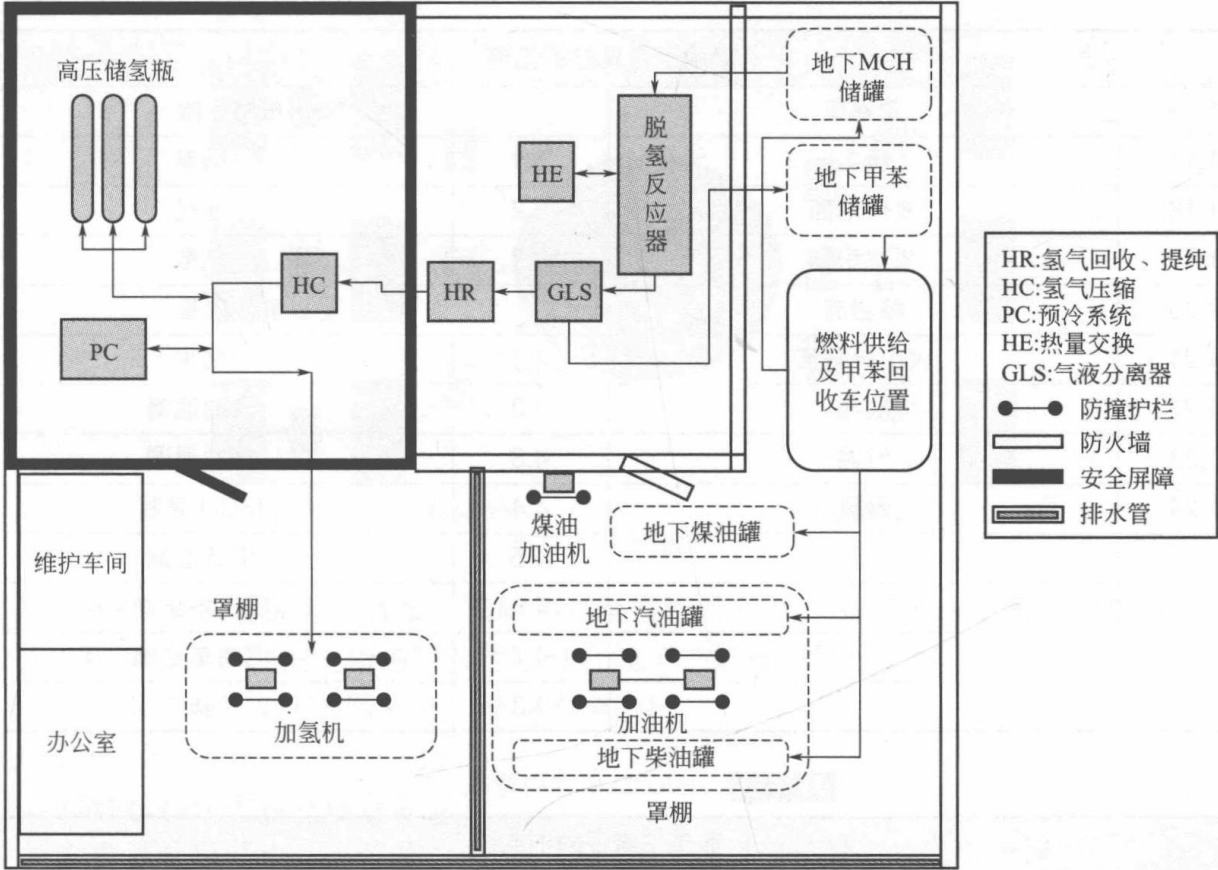 高压储氢瓶
HC
PC
HE
脱氢反应器
HR
GLS
地下MCH
储罐
地下甲苯
储罐
燃料供给
及甲苯回
收车位置
维护车间
办公室
罩棚
加氢机
煤油
加油机
地下煤油罐
地下汽油罐
加油机
地下柴油罐
罩棚
HR:氢气回收、提纯
HC:氢气压缩
PC:预冷系统
HE:热量交换
GLS:气液分离器
防撞护栏
防火墙
安全屏障
排水管